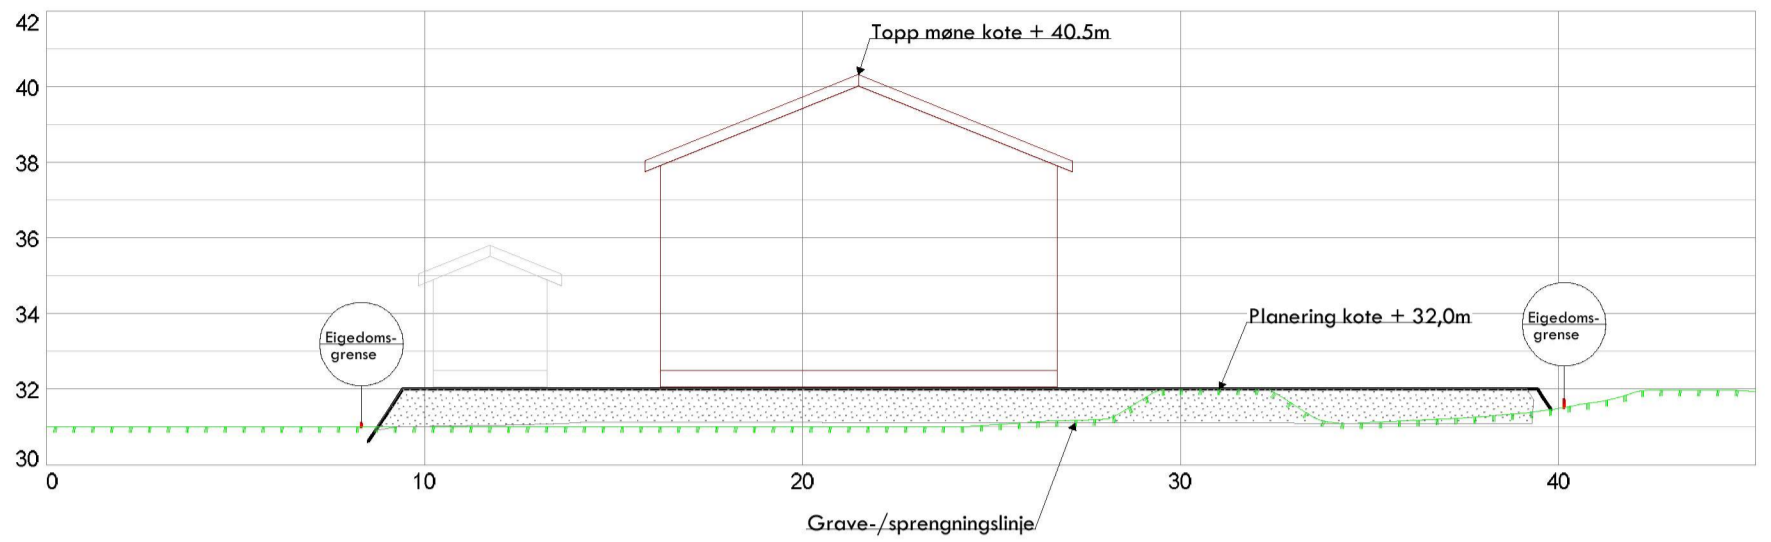 42
Topp møne kote + 40.5m
40
38
36
34
Planering kote + 32,0m
Eigedoms-
grense
Eigedoms-
grense
32
30
0 10 20 30 40
Grave-/sprengningslinje